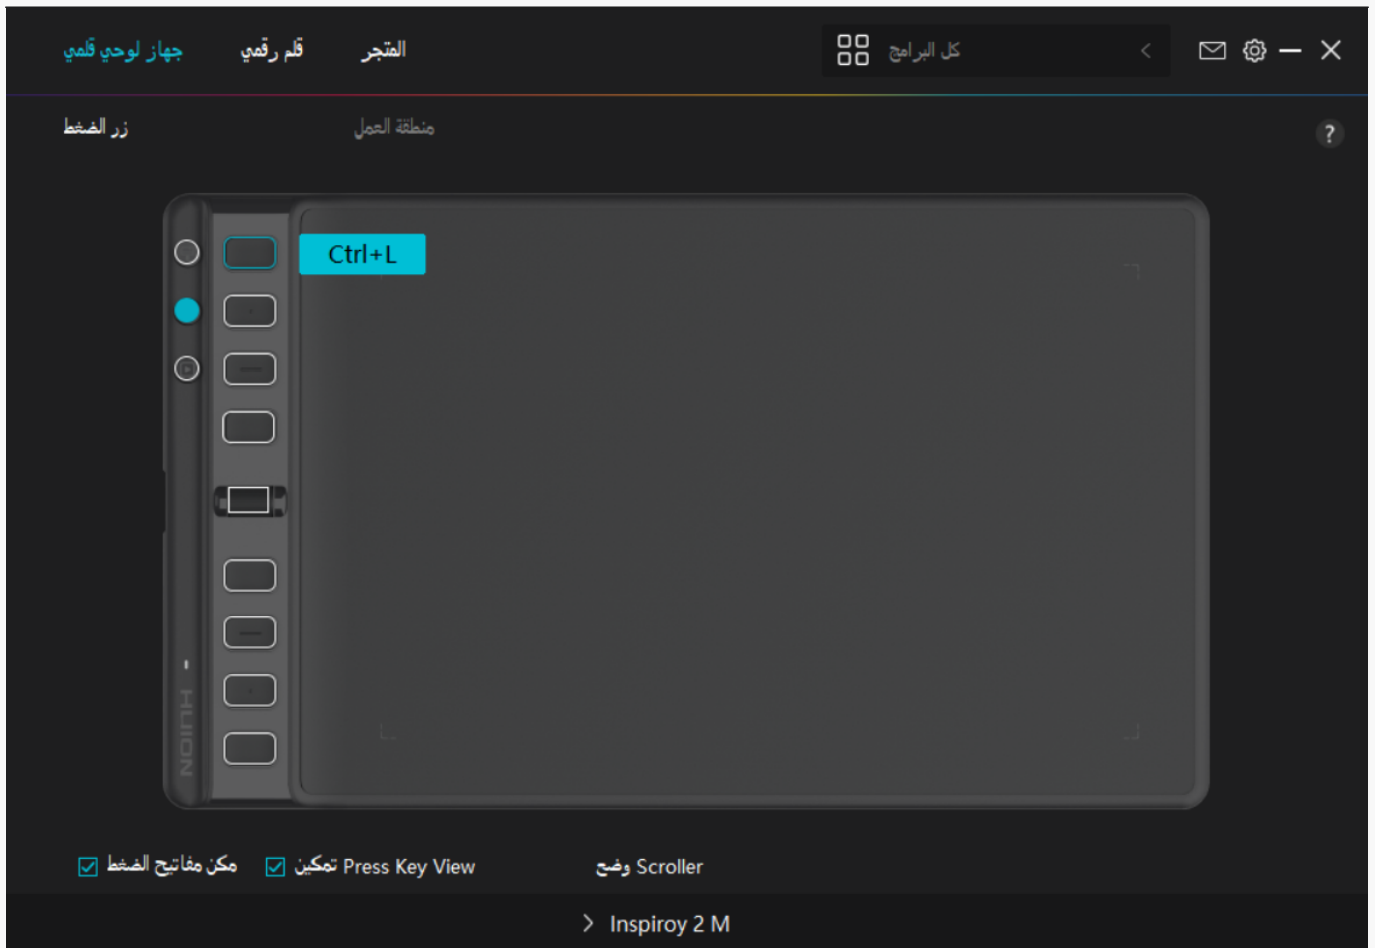 جهاز لوحي قلمي
قلم رقمي
المتجر
كل البرامج
زر الضغط
منطقة العمل
?
Ctrl+L
HUION
مكن مفاتيح الضغط
تمكين Press Key View
وضع Scroller
Inspiroy 2 M